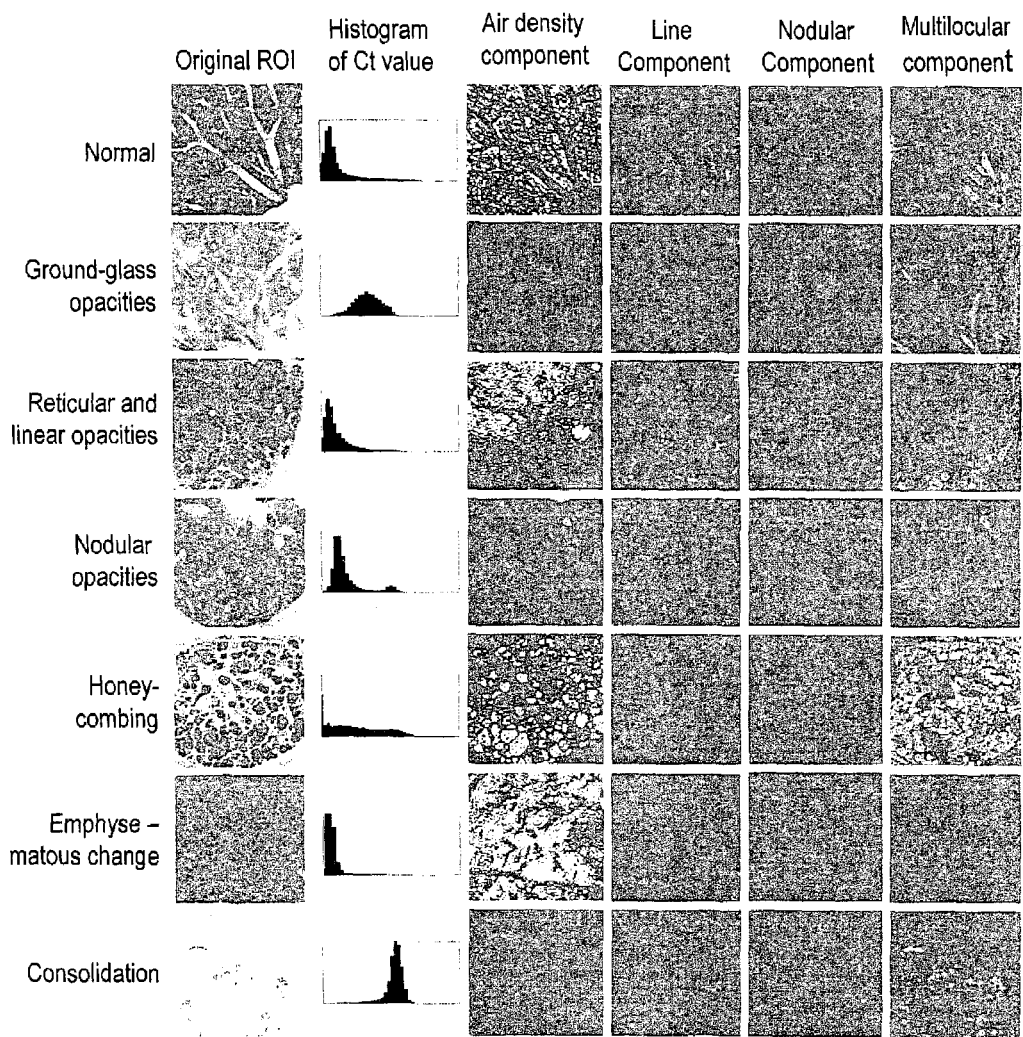 Original ROI
Histogram
of Ct value
Air density
component
Line
Component
Nodular
Component
Multilocular
component
Normal
Ground-glass
opacities
Reticular and
linear opacities
Nodular
opacities
Honey-
combing
Emphyse –
matous change
Consolidation